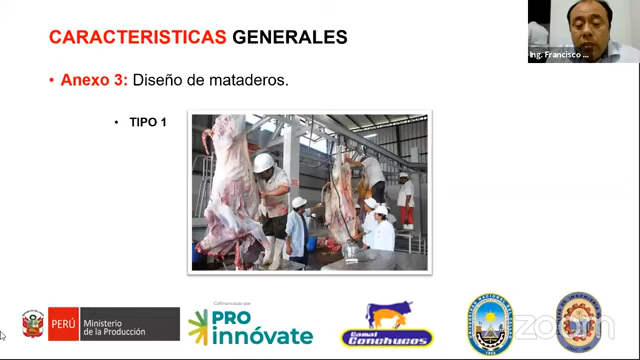 CARACTERISTICAS GENERALES
Ing. Francisco ...
• Anexo 3: Diseño de mataderos.
• TIPO 1
Cofinanciado por:
PERÚ Ministerio
de la Producción
PRO
innóvate
Camal
Conchucos
zoom